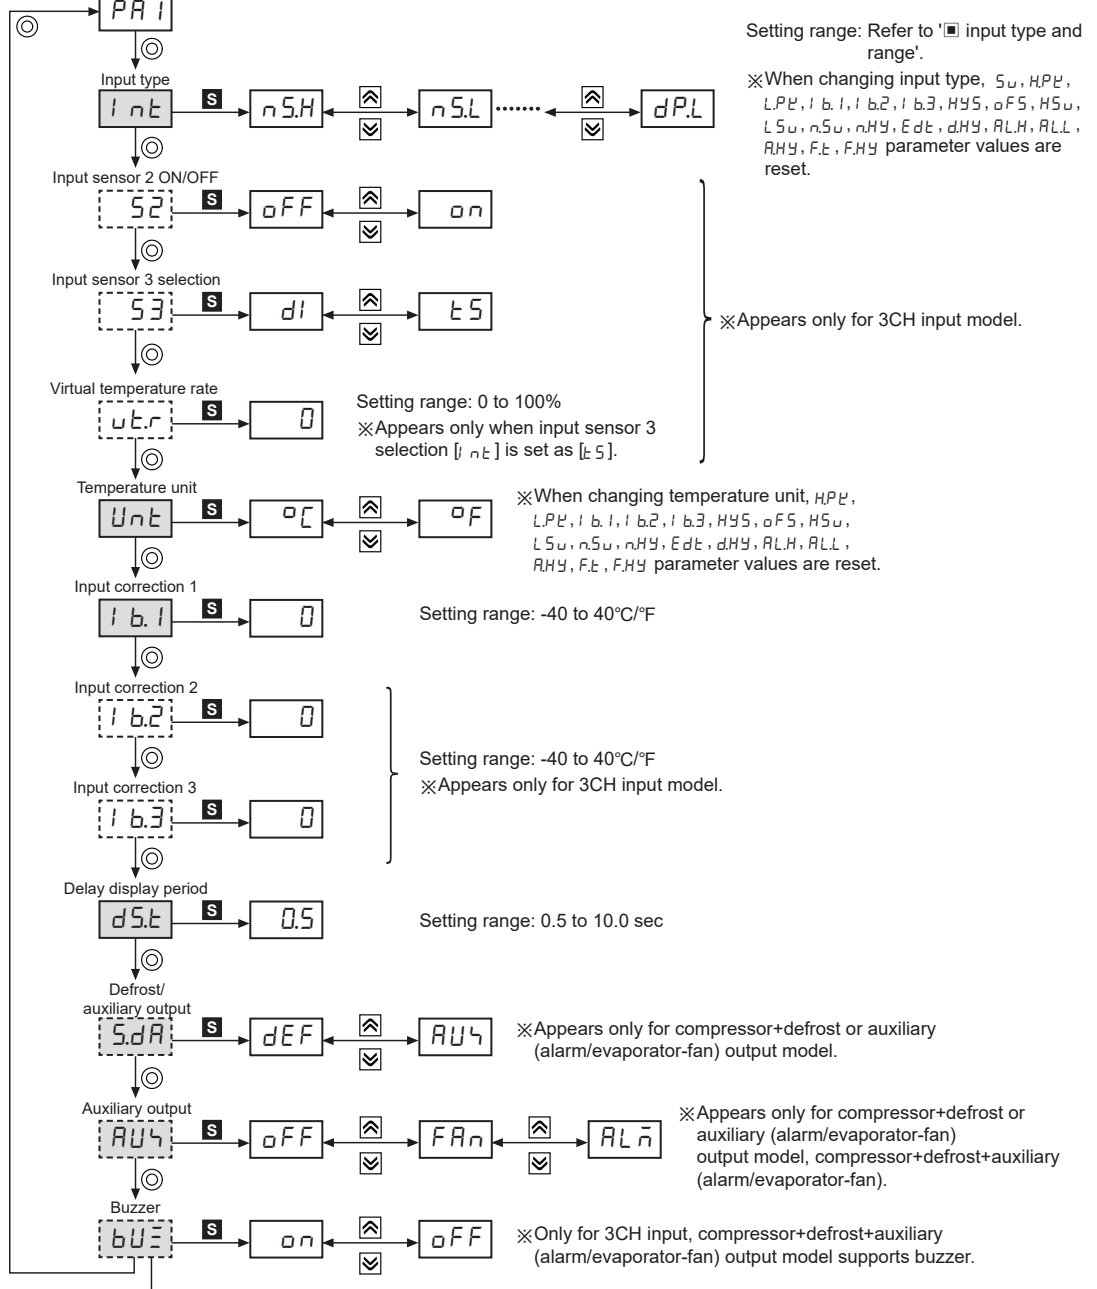 PA1
Input type
Int S nS.H nS.L ······· dP.L
Setting range: Refer to '▣ input type and
range'.
※When changing input type, Su, H.PY,
L.PY, Ib.1, Ib.2, Ib.3, HYS, oFS, HSu,
LSu, n.Su, n.HY, Edt, d.HY, AL.H, AL.L,
A.HY, F.t, F.HY parameter values are
reset.
Input sensor 2 ON/OFF
S2 S oFF on
Input sensor 3 selection
S3 S dI tS
※Appears only for 3CH input model.
Virtual temperature rate
ut.r S 0
Setting range: 0 to 100%
※Appears only when input sensor 3
selection [Int] is set as [tS].
Temperature unit
Unt S oC oF
※When changing temperature unit, H.PY,
L.PY, Ib.1, Ib.2, Ib.3, HYS, oFS, HSu,
LSu, n.Su, n.HY, Edt, d.HY, AL.H, AL.L,
A.HY, F.t, F.HY parameter values are reset.
Input correction 1
Ib.1 S 0
Setting range: -40 to 40℃/℉
Input correction 2
Ib.2 S 0
Setting range: -40 to 40℃/℉
※Appears only for 3CH input model.
Input correction 3
Ib.3 S 0
Delay display period
dS.t S 0.5
Setting range: 0.5 to 10.0 sec
Defrost/
auxiliary output
S.dA S dEF AUX
※Appears only for compressor+defrost or auxiliary
(alarm/evaporator-fan) output model.
Auxiliary output
AUX S oFF FAn ALM
※Appears only for compressor+defrost or
auxiliary (alarm/evaporator-fan)
output model, compressor+defrost+auxiliary
(alarm/evaporator-fan).
Buzzer
bUZ S on oFF
※Only for 3CH input, compressor+defrost+auxiliary
(alarm/evaporator-fan) output model supports buzzer.